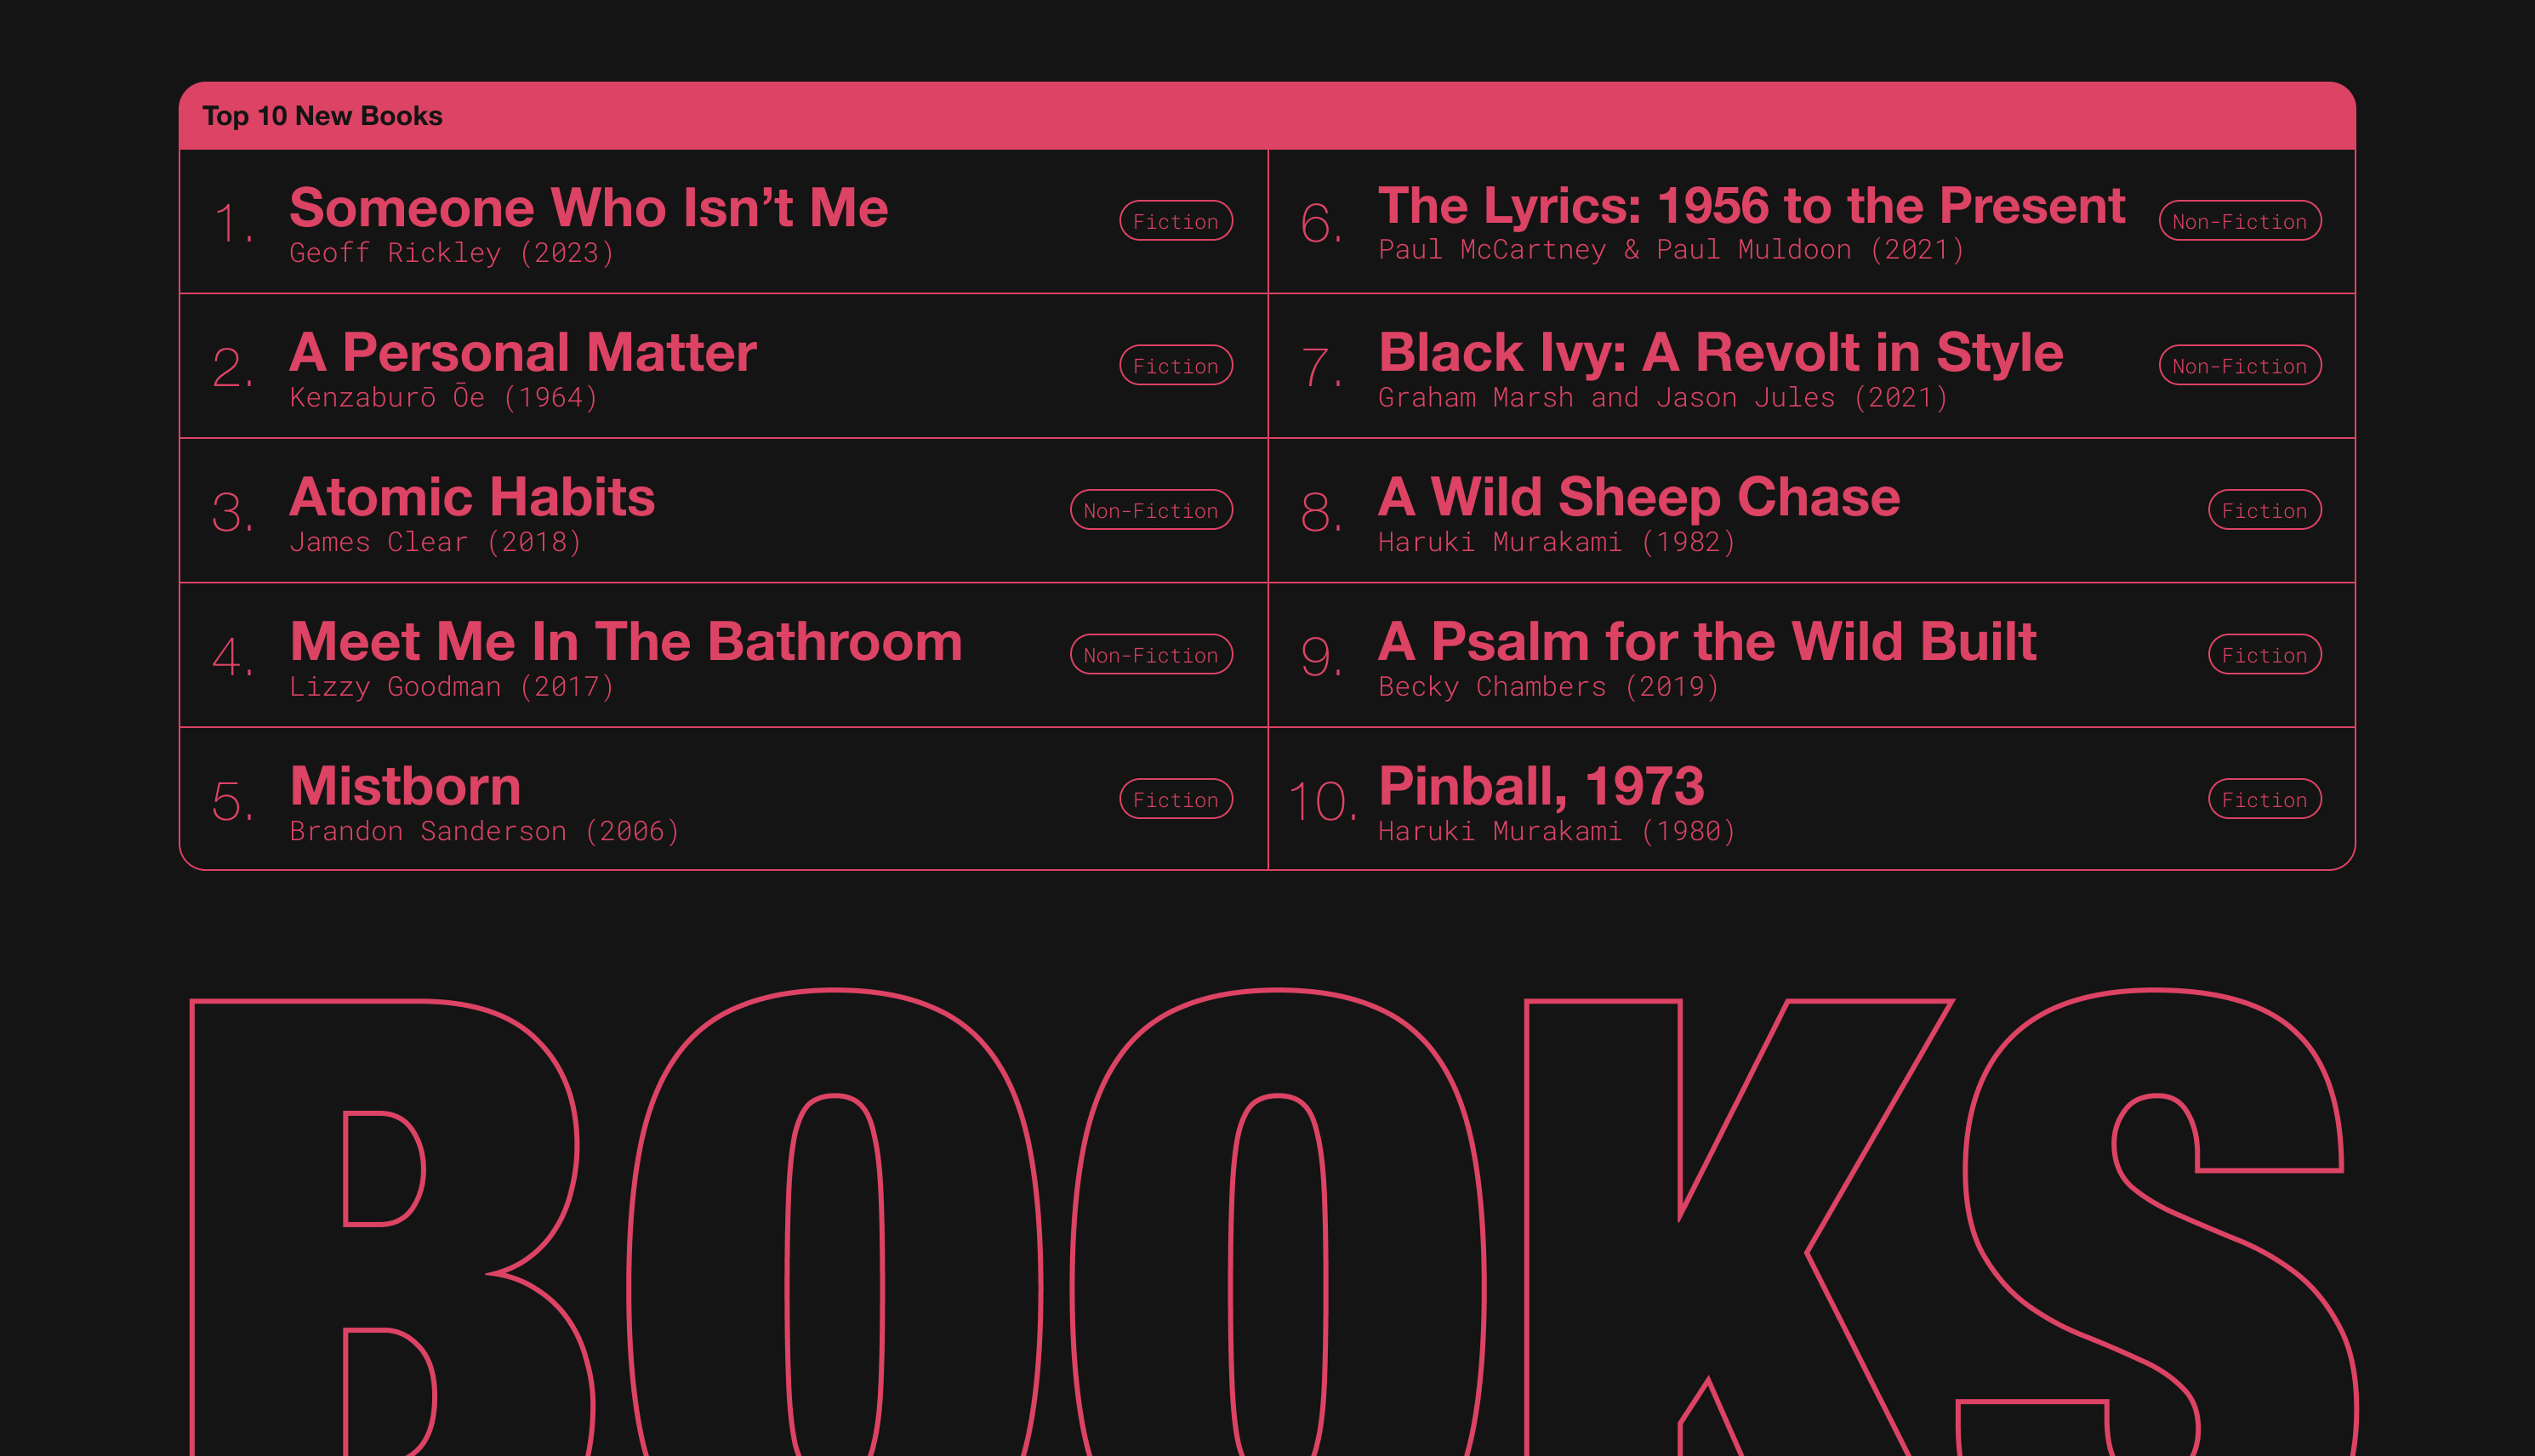 Top 10 New Books
1.
Someone Who Isn’t Me
Geoff Rickley (2023)
Fiction
2.
A Personal Matter
Kenzaburō Ōe (1964)
Fiction
3.
Atomic Habits
James Clear (2018)
Non-Fiction
4.
Meet Me In The Bathroom
Lizzy Goodman (2017)
Non-Fiction
5.
Mistborn
Brandon Sanderson (2006)
Fiction
6.
The Lyrics: 1956 to the Present
Paul McCartney & Paul Muldoon (2021)
Non-Fiction
7.
Black Ivy: A Revolt in Style
Graham Marsh and Jason Jules (2021)
Non-Fiction
8.
A Wild Sheep Chase
Haruki Murakami (1982)
Fiction
9.
A Psalm for the Wild Built
Becky Chambers (2019)
Fiction
10.
Pinball, 1973
Haruki Murakami (1980)
Fiction
BOOKS